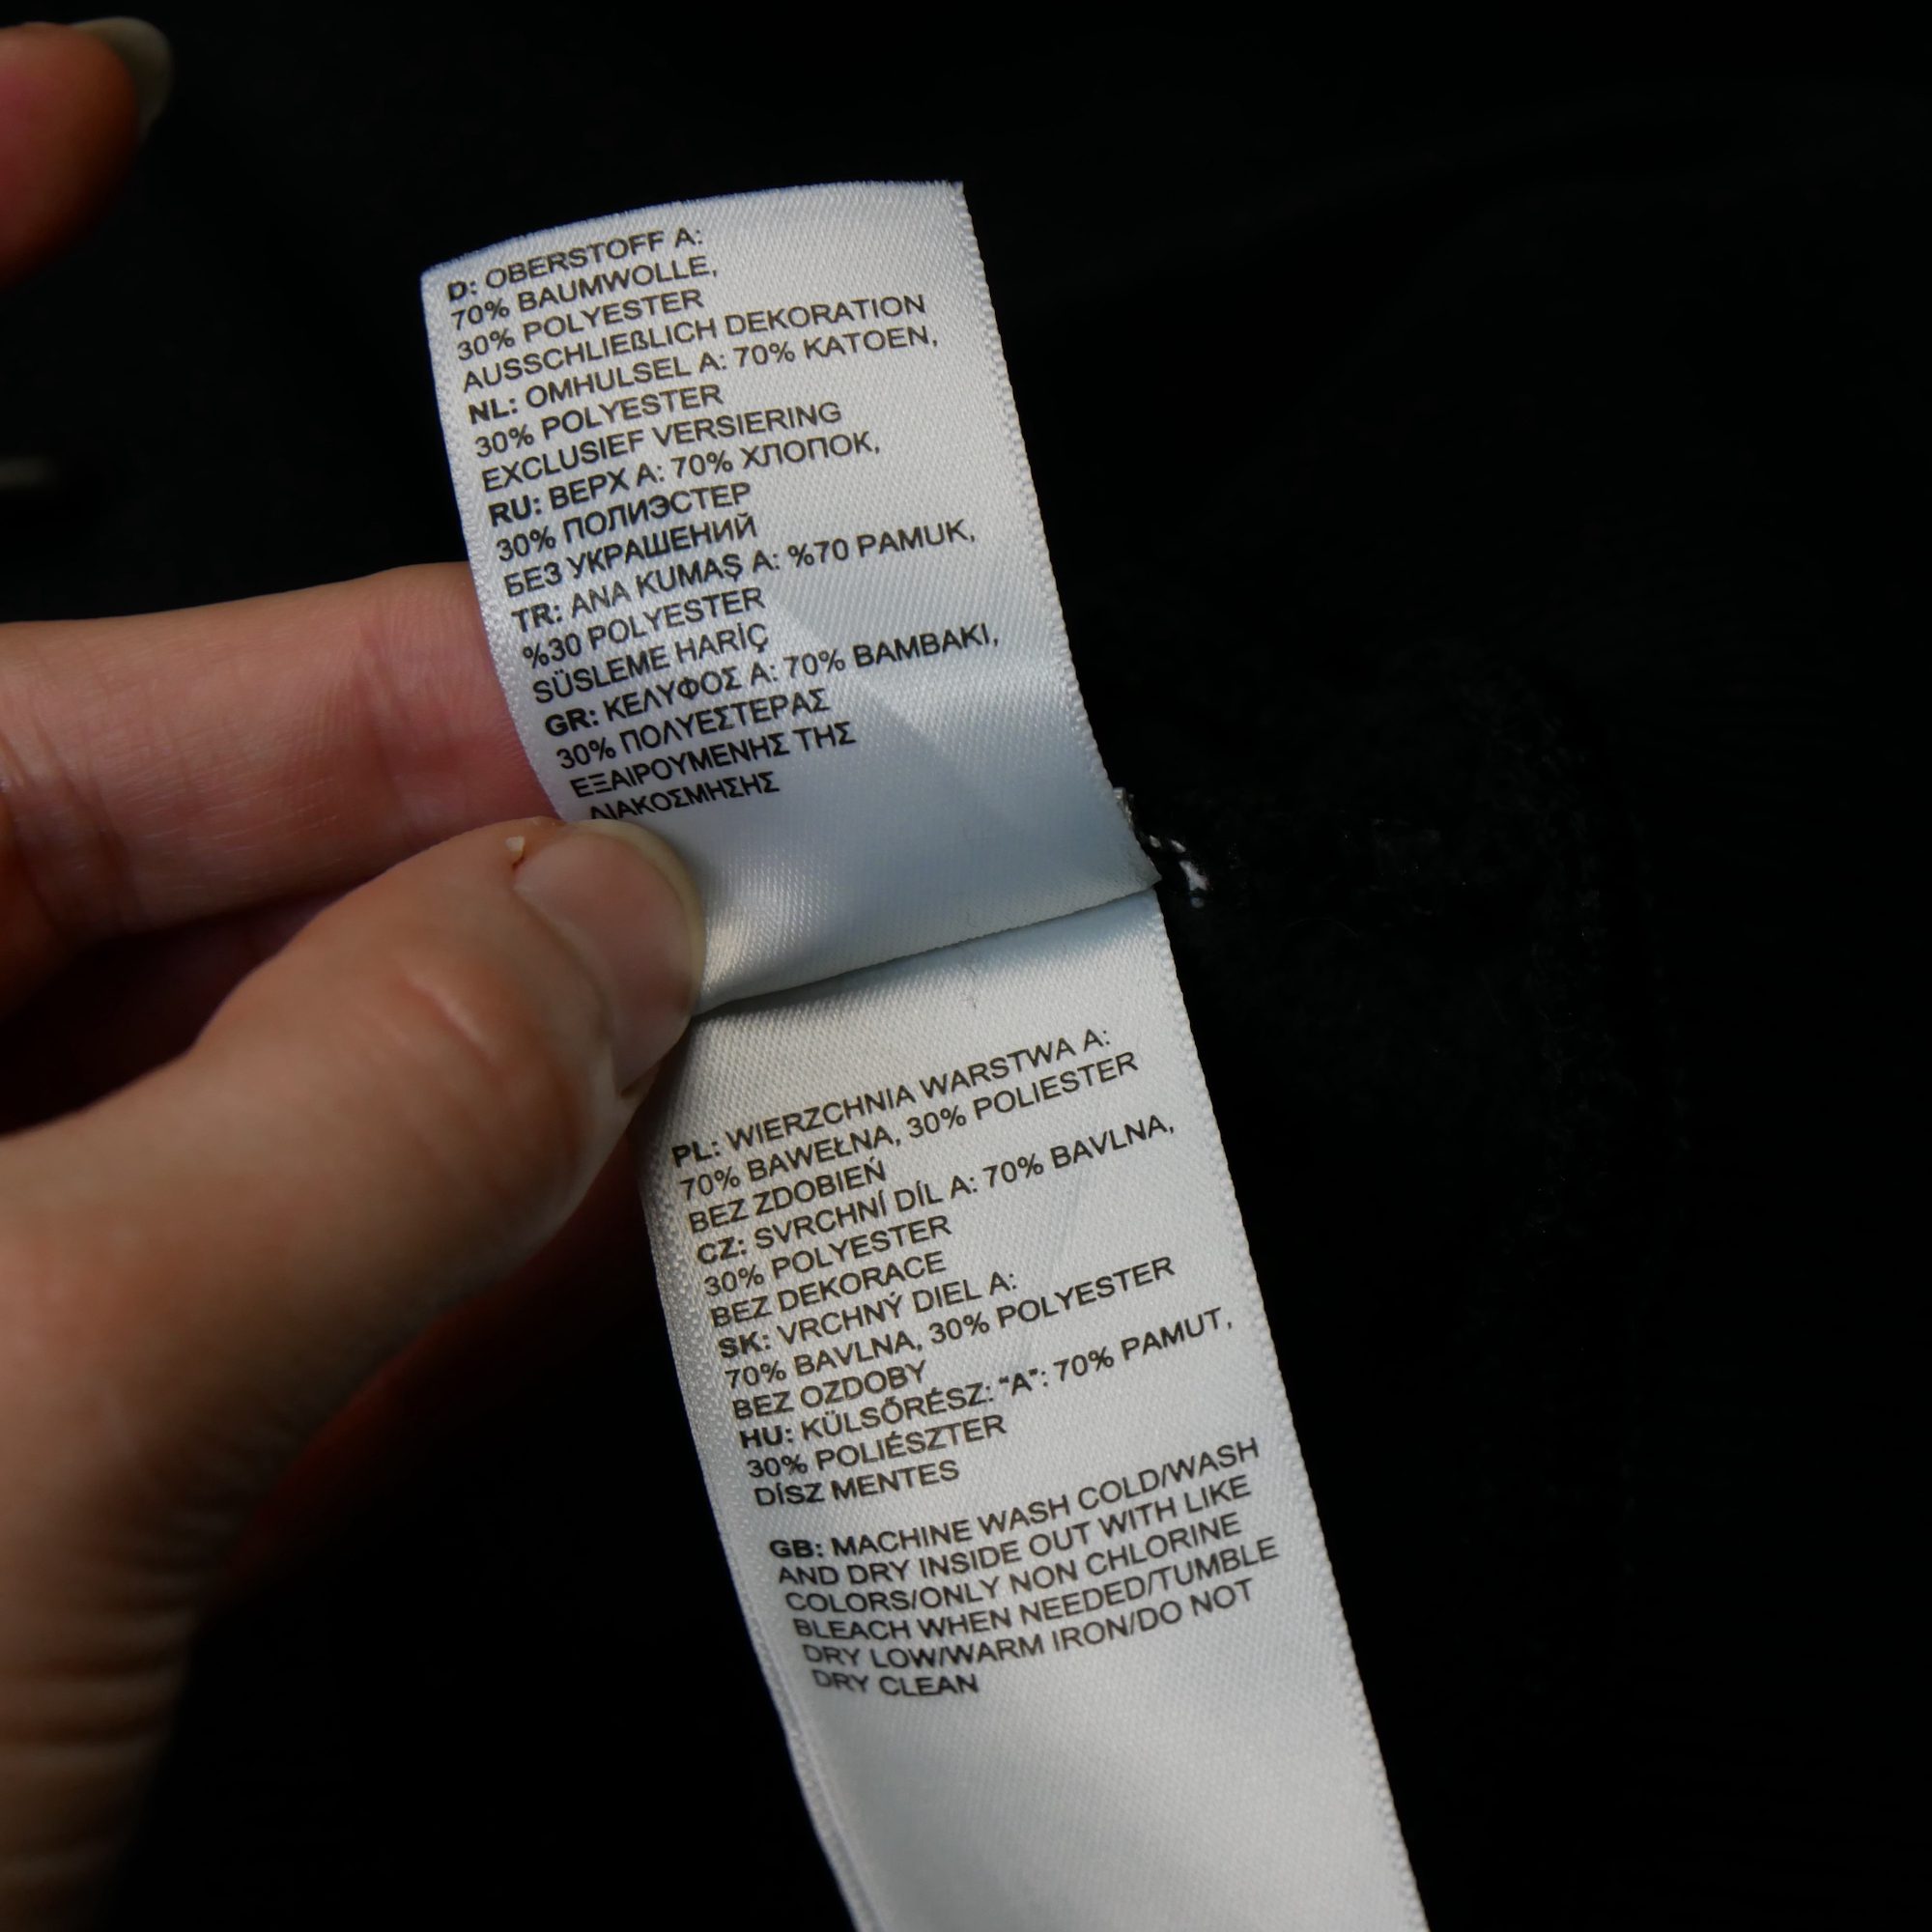 D: OBERSTOFF A:
70% BAUMWOLLE,
30% POLYESTER
AUSSCHLIEßLICH DEKORATION
NL: OMHULSEL A: 70% KATOEN,
30% POLYESTER
EXCLUSIEF VERSIERING
RU: ВЕРХ А: 70% ХЛОПОК,
30% ПОЛИЭСТЕР
БЕЗ УКРАШЕНИЙ
TR: ANA KUMAŞ A: %70 PAMUK,
%30 POLYESTER
SÜSLEME HARİÇ
GR: ΚΕΛΥΦΟΣ Α: 70% ΒΑΜΒΑΚΙ,
30% ΠΟΛΥΕΣΤΕΡΑΣ
ΕΞΑΙΡΟΥΜΕΝΗΣ ΤΗΣ
ΔΙΑΚΟΣΜΗΣΗΣ
PL: WIERZCHNIA WARSTWA A:
70% BAWEŁNA, 30% POLIESTER
BEZ ZDOBIEŃ
CZ: SVRCHNÍ DÍL A: 70% BAVLNA,
30% POLYESTER
BEZ DEKORACE
SK: VRCHNÝ DIEL A:
70% BAVLNA, 30% POLYESTER
BEZ OZDOBY
HU: KÜLSŐRÉSZ: “A”: 70% PAMUT,
30% POLIÉSZTER
DÍSZ MENTES
GB: MACHINE WASH COLD/WASH
AND DRY INSIDE OUT WITH LIKE
COLORS/ONLY NON CHLORINE
BLEACH WHEN NEEDED/TUMBLE
DRY LOW/WARM IRON/DO NOT
DRY CLEAN